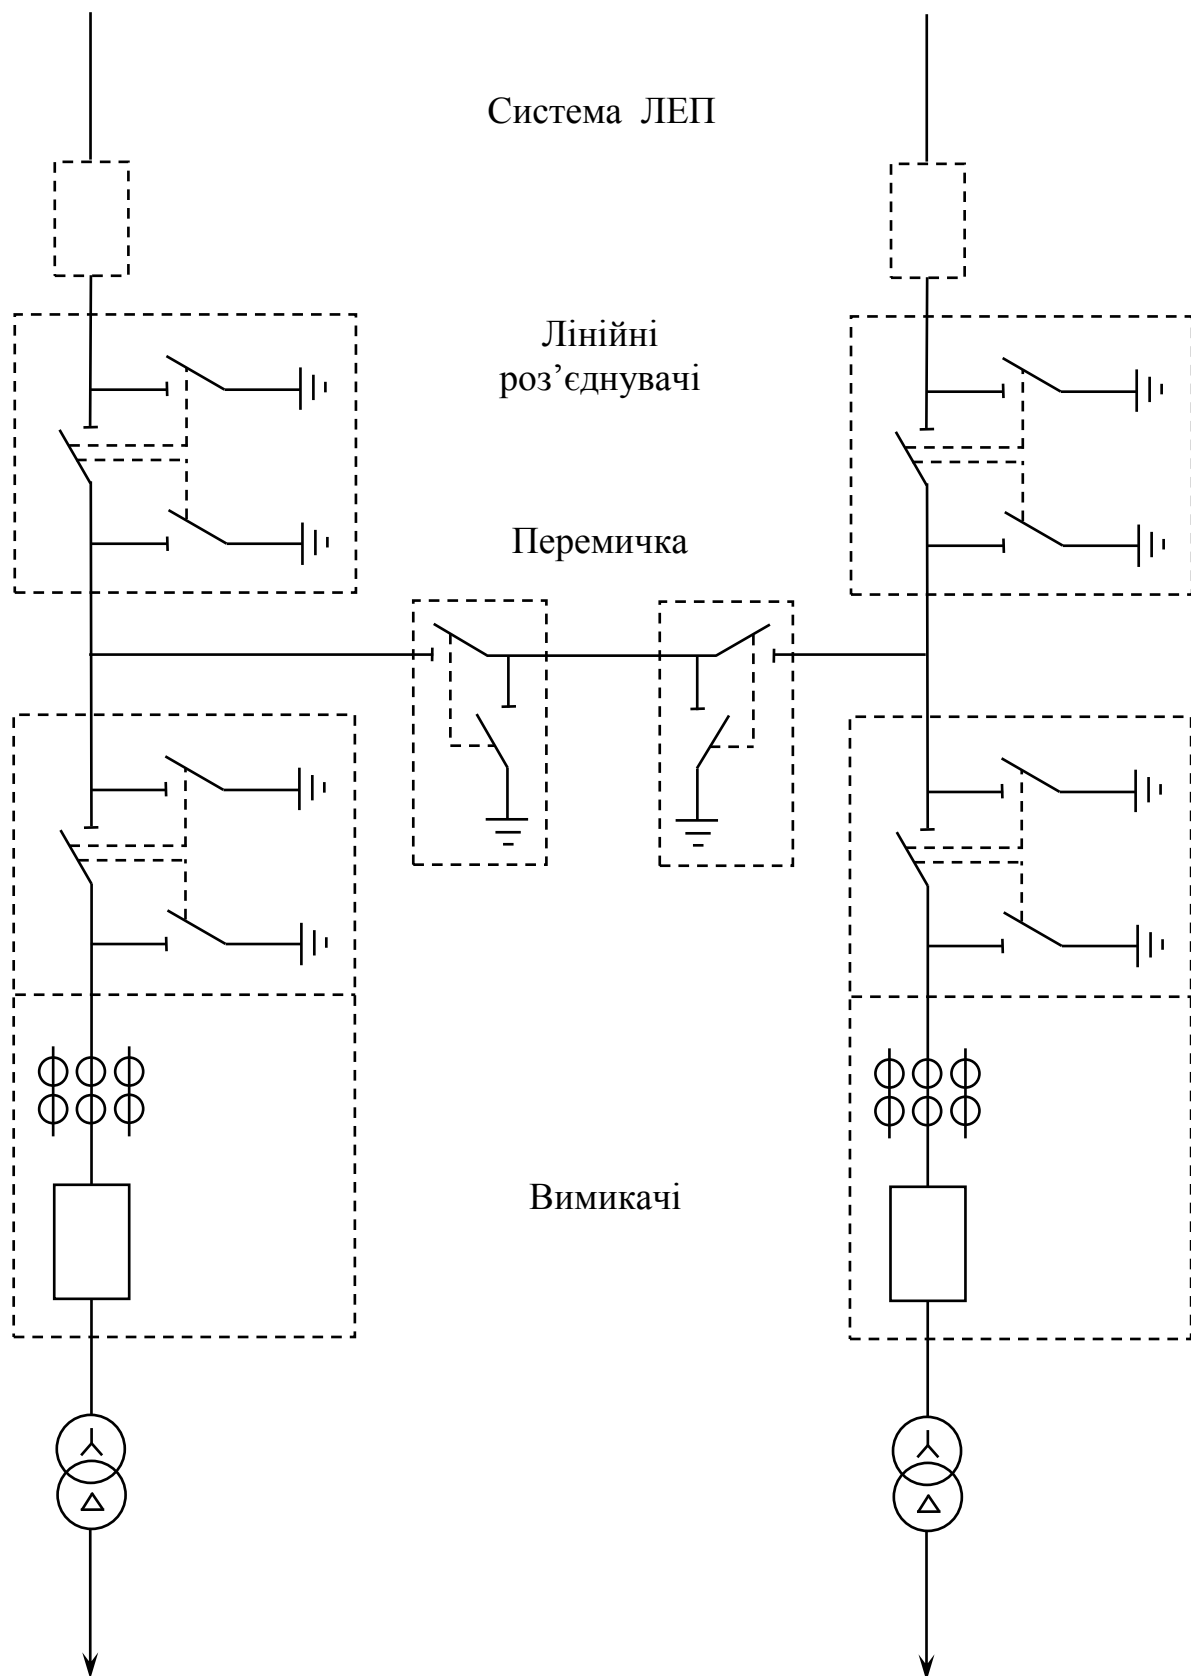 Система ЛЕП
Лінійні
роз’єднувачі
Перемичка
Вимикачі